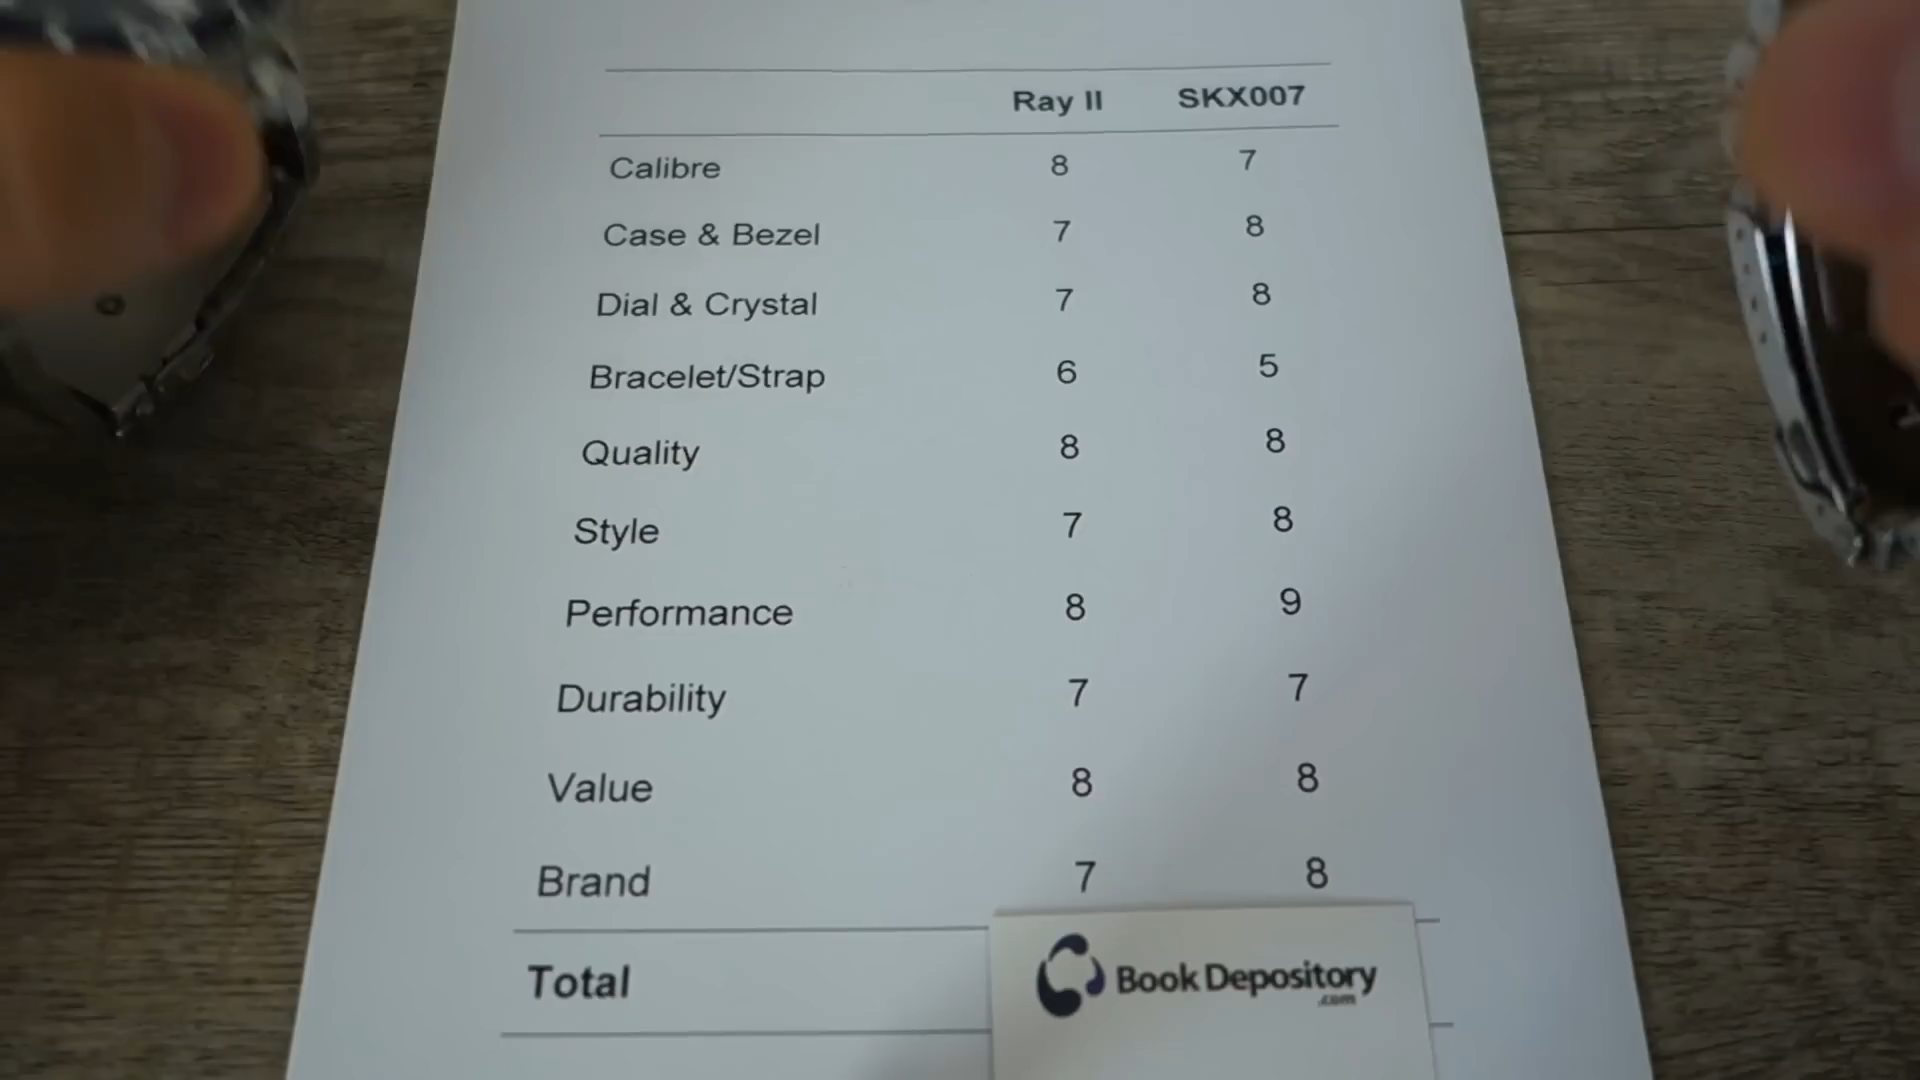 Ray II SKX007
Calibre 8 7
Case & Bezel 7 8
Dial & Crystal 7 8
Bracelet/Strap 6 5
Quality 8 8
Style 7 8
Performance 8 9
Durability 7 7
Value 8 8
Brand 7 8
Total
Book Depository
.com